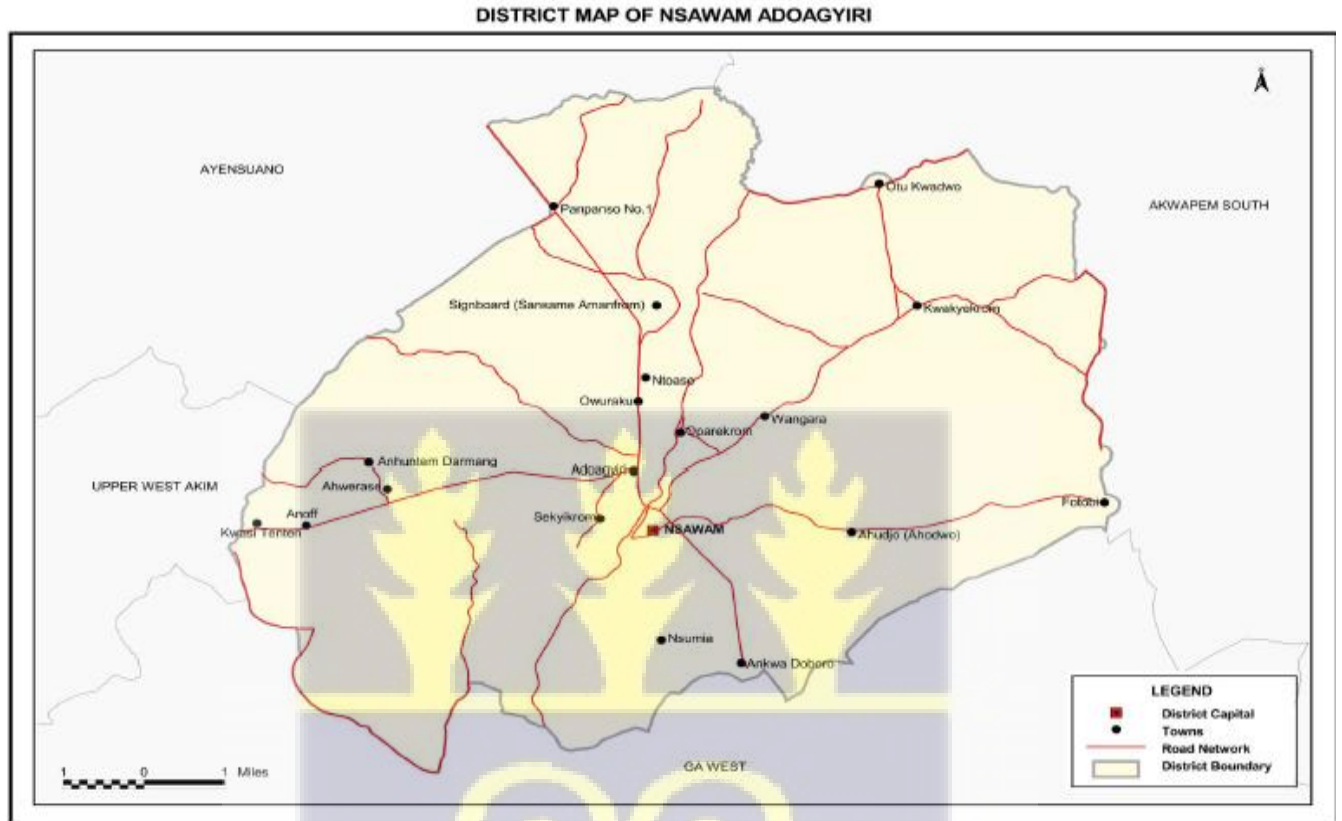 DISTRICT MAP OF NSAWAM ADOAGYIRI
AYENSUANO
Otu Kwadwo
AKWAPEM SOUTH
Panpanso No.1
Signboard (Sansame Amanfrom)
Kwakyekrom
Ntoaso
Owuraku
Wangara
Oparekrom
Anhuntem Darmang
Adoagyiri
UPPER WEST AKIM
Ahwerase
Fotobi
Anoff
Sekyikrom
Kwasi Tenten
NSAWAM
Ahudjo (Ahodwo)
Nsumia
Ankwa Doboro
LEGEND
District Capital
Towns
Road Network
District Boundary
1 0 1 Miles
GA WEST